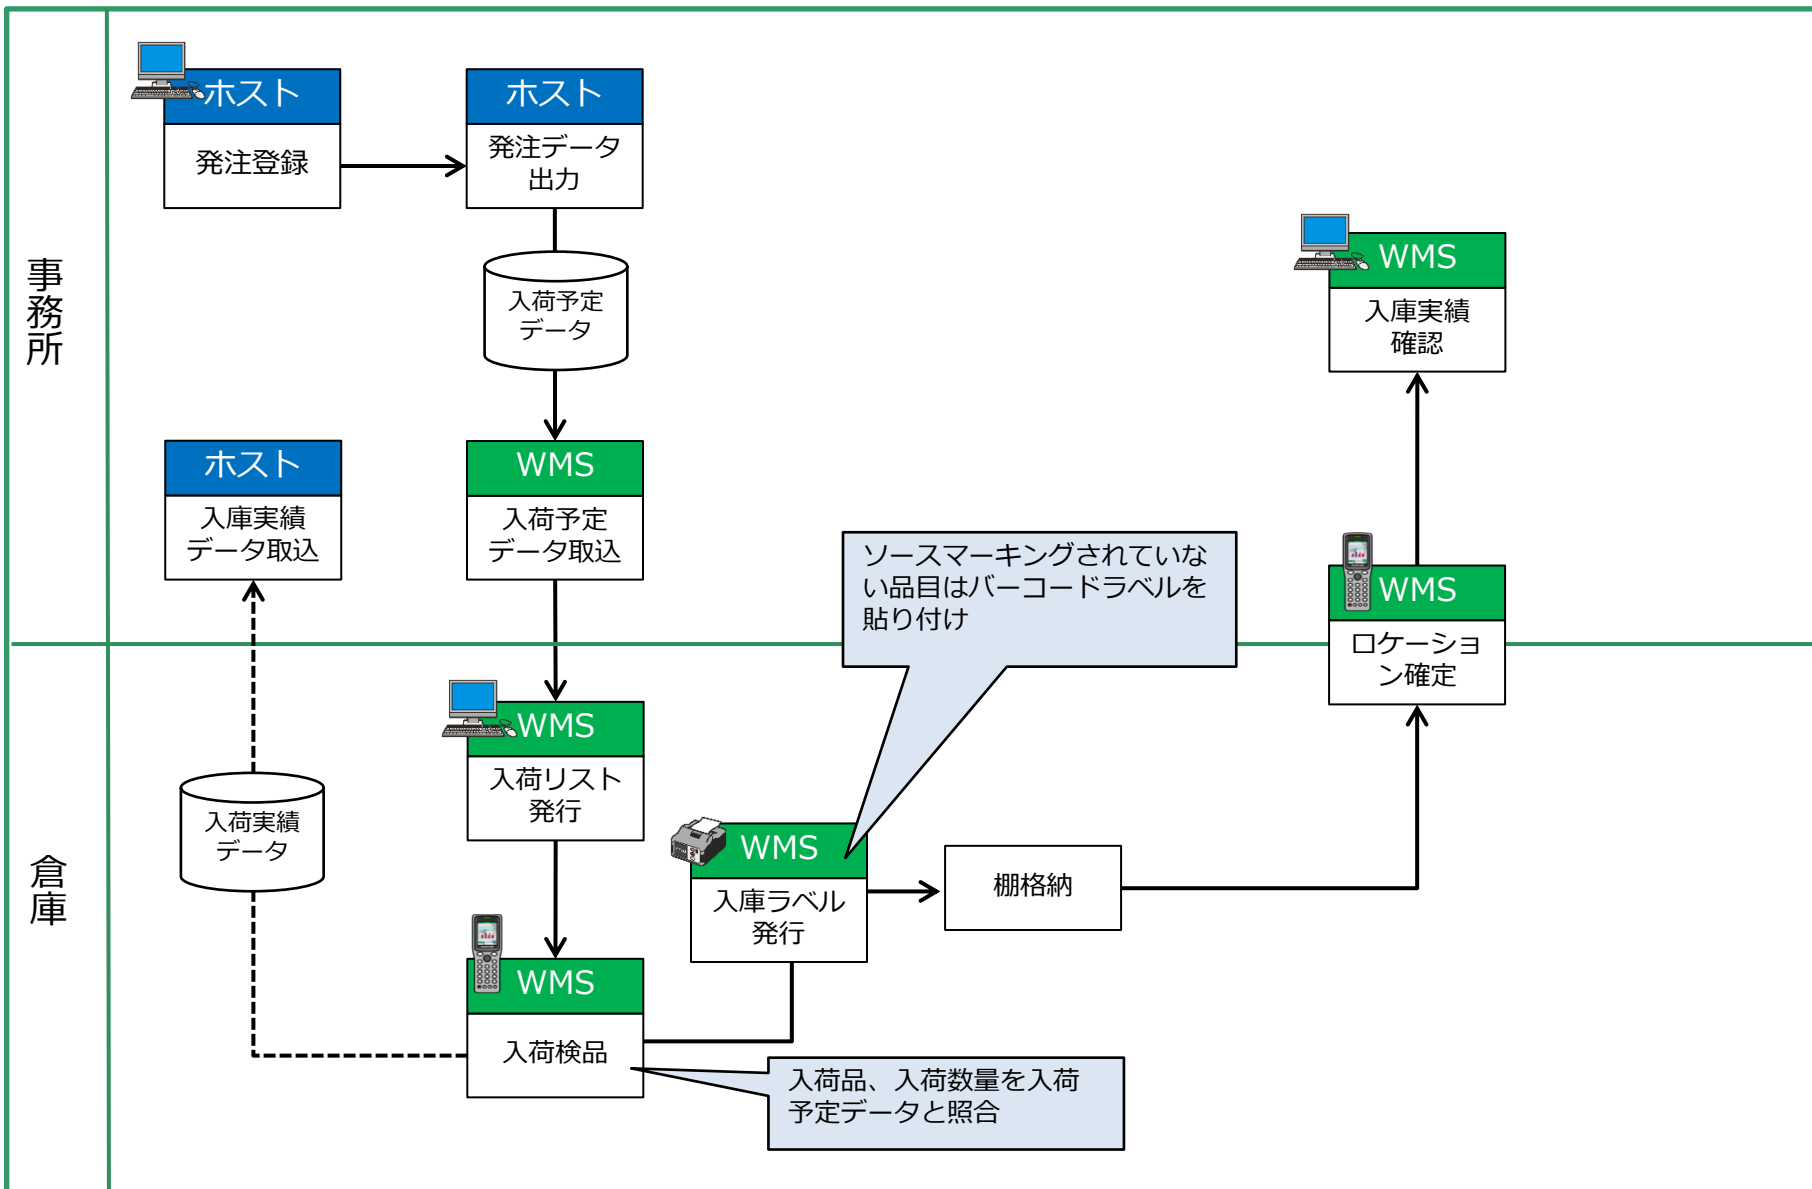 事務所
ホスト
発注登録
ホスト
発注データ
出力
入荷予定
データ
WMS
入庫実績
確認
ホスト
入庫実績
データ取込
WMS
入荷予定
データ取込
ソースマーキングされていな
い品目はバーコードラベルを
貼り付け
WMS
ロケーショ
ン確定
倉庫
WMS
入荷リスト
発行
入荷実績
データ
WMS
入庫ラベル
発行
棚格納
WMS
入荷検品
入荷品、入荷数量を入荷
予定データと照合